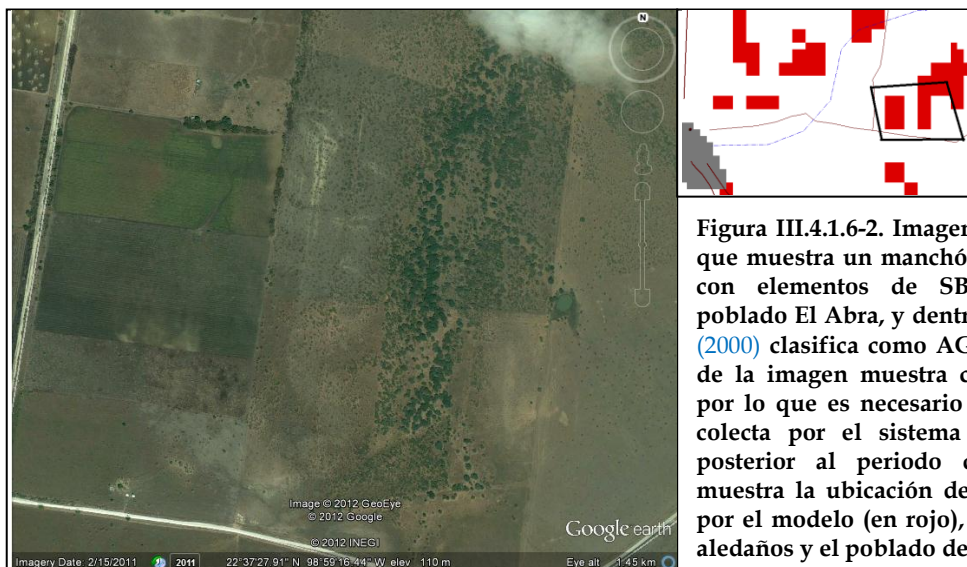 N
Image © 2012 GeoEye
© 2012 Google
© 2012 INEGI
Google earth
Imagery Date: 2/15/2011 2011 22°37'27.91" N 98°59'16.44" W elev 110 m Eye alt 1.45 km
Figura III.4.1.6-2. Imagen
que muestra un manchó
con elementos de SB
poblado El Abra, y dentr
(2000) clasifica como AG
de la imagen muestra c
por lo que es necesario
colecta por el sistema
posterior al periodo
muestra la ubicación de
por el modelo (en rojo),
aledaños y el poblado de